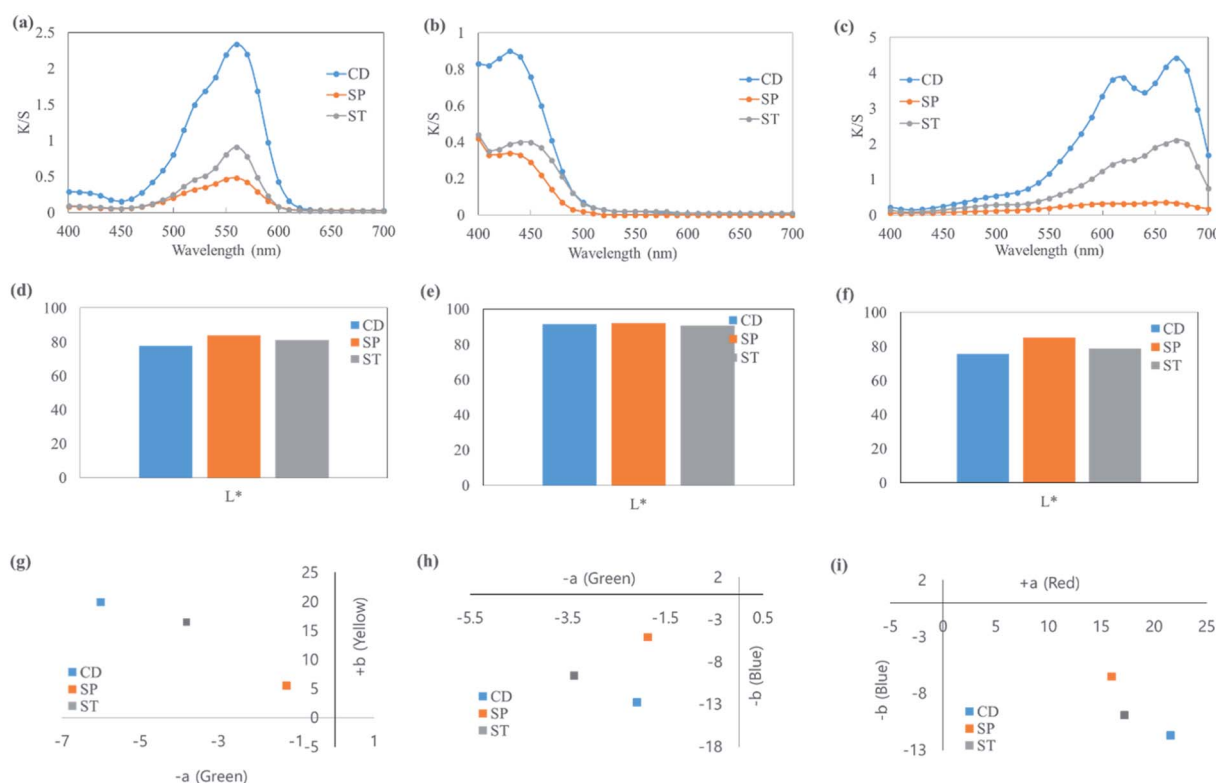 (a)
2.5
2
1.5
1
0.5
0
K/S
CD
SP
ST
400 450 500 550 600 650 700
Wavelength (nm)
(b)
1
0.8
0.6
0.4
0.2
0
K/S
CD
SP
ST
400 450 500 550 600 650 700
Wavelength (nm)
(c)
5
4
3
2
1
0
K/S
CD
SP
ST
400 450 500 550 600 650 700
Wavelength (nm)
(d)
100
80
60
40
20
0
CD
SP
ST
L*
(e)
100
80
60
40
20
0
CD
SP
ST
L*
(f)
100
80
60
40
20
0
CD
SP
ST
L*
(g)
25
20
15
10
5
0
-5
+b (Yellow)
CD
SP
ST
-7 -5 -3 -1 1
-a (Green)
(h)
-a (Green)
2
-5.5 -3.5 -1.5 0.5
-3
-8
-13
-18
-b (Blue)
CD
SP
ST
(i)
2
+a (Red)
-5 0 5 10 15 20 25
-3
-8
-13
-b (Blue)
CD
SP
ST